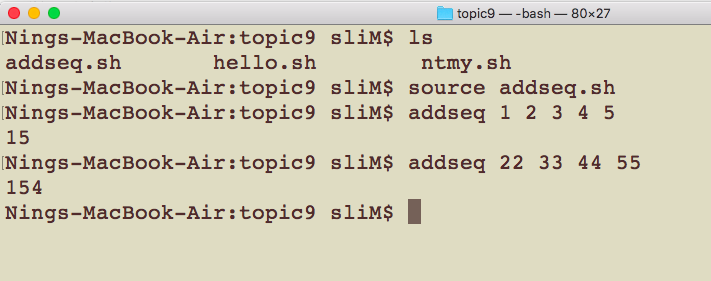 topic9 — -bash — 80×27
Nings-MacBook-Air:topic9 sliM$ ls
addseq.sh hello.sh ntmy.sh
Nings-MacBook-Air:topic9 sliM$ source addseq.sh
Nings-MacBook-Air:topic9 sliM$ addseq 1 2 3 4 5
15
Nings-MacBook-Air:topic9 sliM$ addseq 22 33 44 55
154
Nings-MacBook-Air:topic9 sliM$